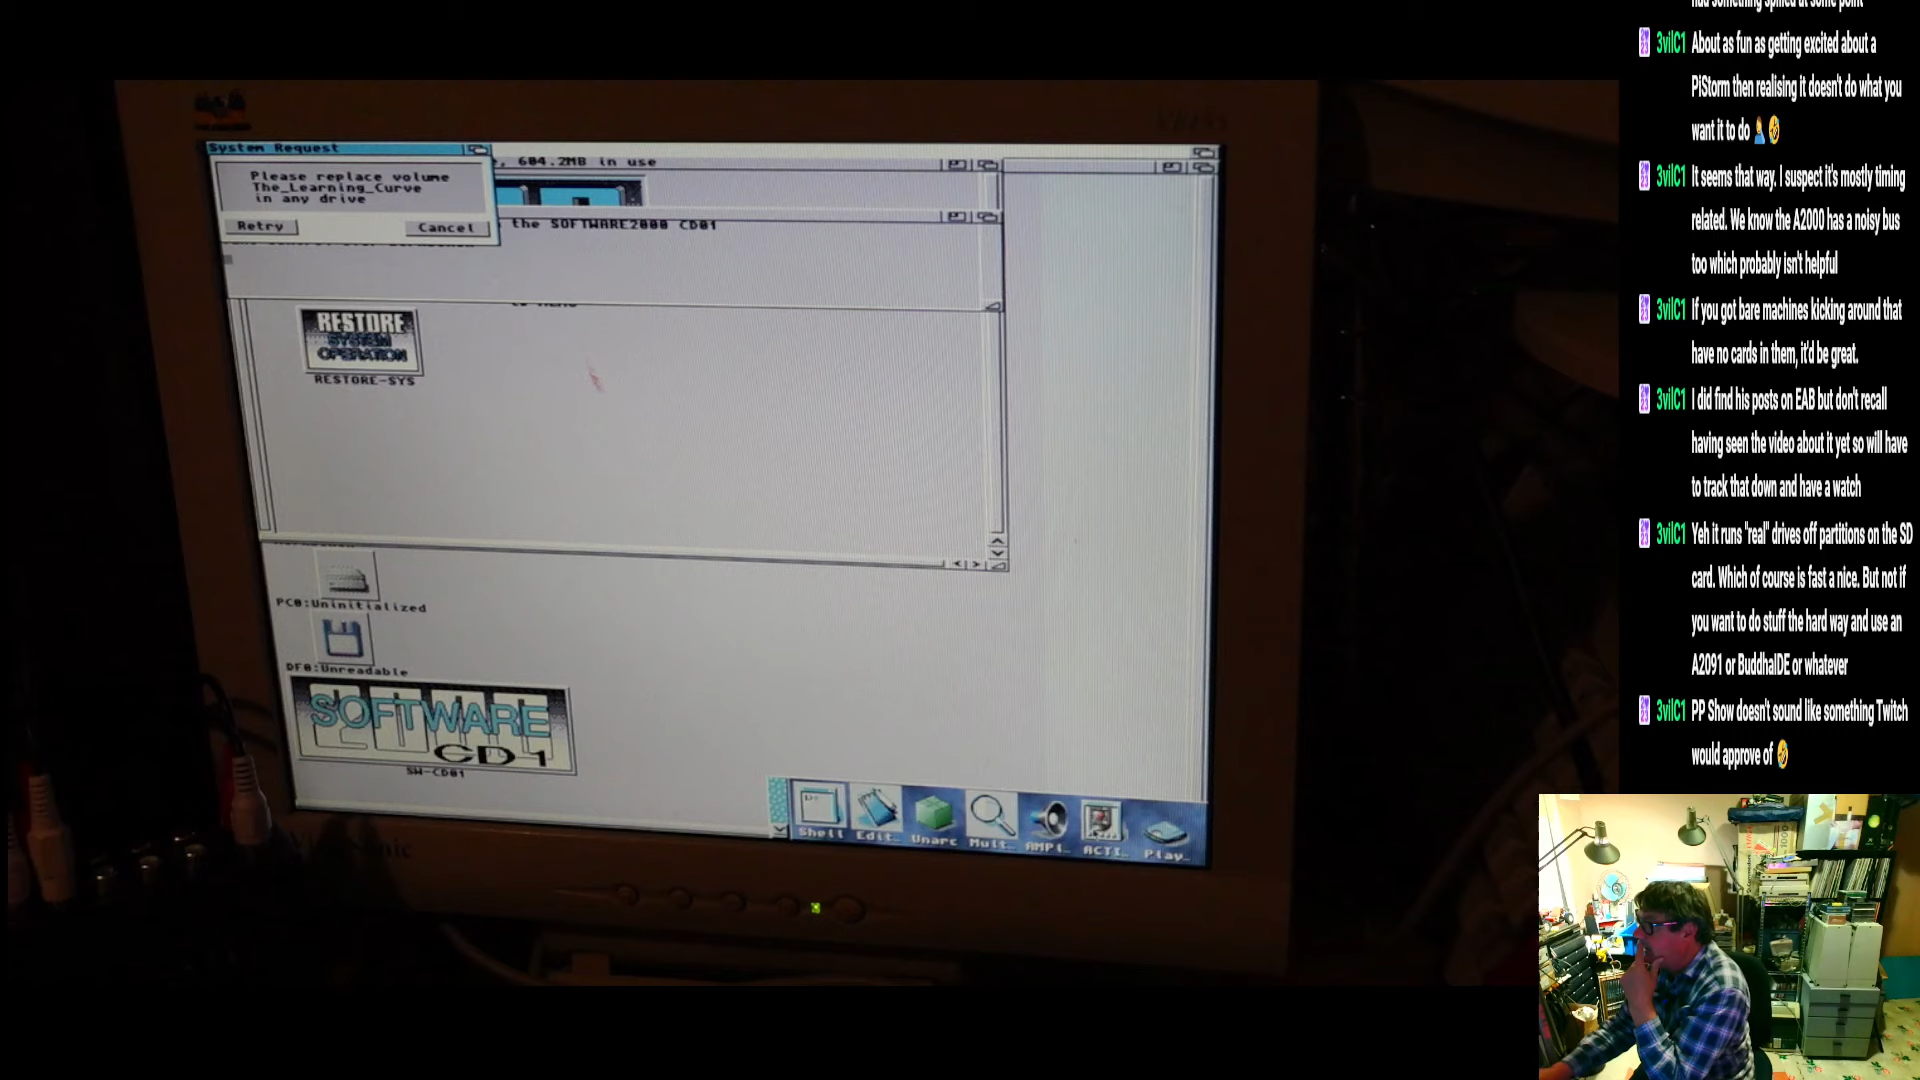 System Request
Please replace volume
The_Learning_Curve
in any drive
Retry
Cancel
, 604.2MB in use
the SOFTWARE2000 CD01
RESTORE
SYSTEM
OPERATION
RESTORE-SYS
PC0:Uninitialized
DF0:Unreadable
SOFTWARE
CD-1
SW-CD01
Shell
Edit..
Unarc
Mult..
AMPl..
ACTI..
Play..
had something spilled at some point
3vilC1 About as fun as getting excited about a
PiStorm then realising it doesn't do what you
want it to do 🤦🤣
It seems that way. I suspect it's mostly timing
3vilC1
related. We know the A2000 has a noisy bus
too which probably isn't helpful
3vilC1 If you got bare machines kicking around that
have no cards in them, it'd be great.
3vilC1 I did find his posts on EAB but don't recall
having seen the video about it yet so will have
to track that down and have a watch
3vilC1 Yeh it runs "real" drives off partitions on the SD
card. Which of course is fast a nice. But not if
you want to do stuff the hard way and use an
A2091 or BuddhaIDE or whatever
3vilC1 PP Show doesn't sound like something Twitch
would approve of 🤣